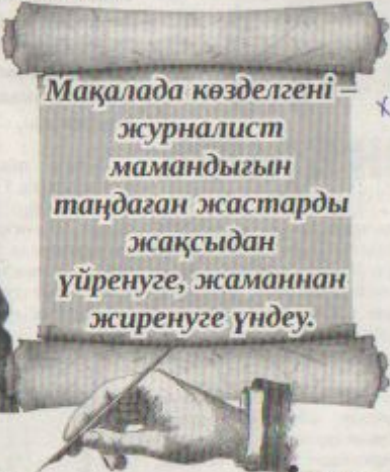 Мақалада көзделгені –
журналист
мамандығын
таңдаған жастарды
жақсыдан
үйренуге, жаманнан
жиренуге үндеу.